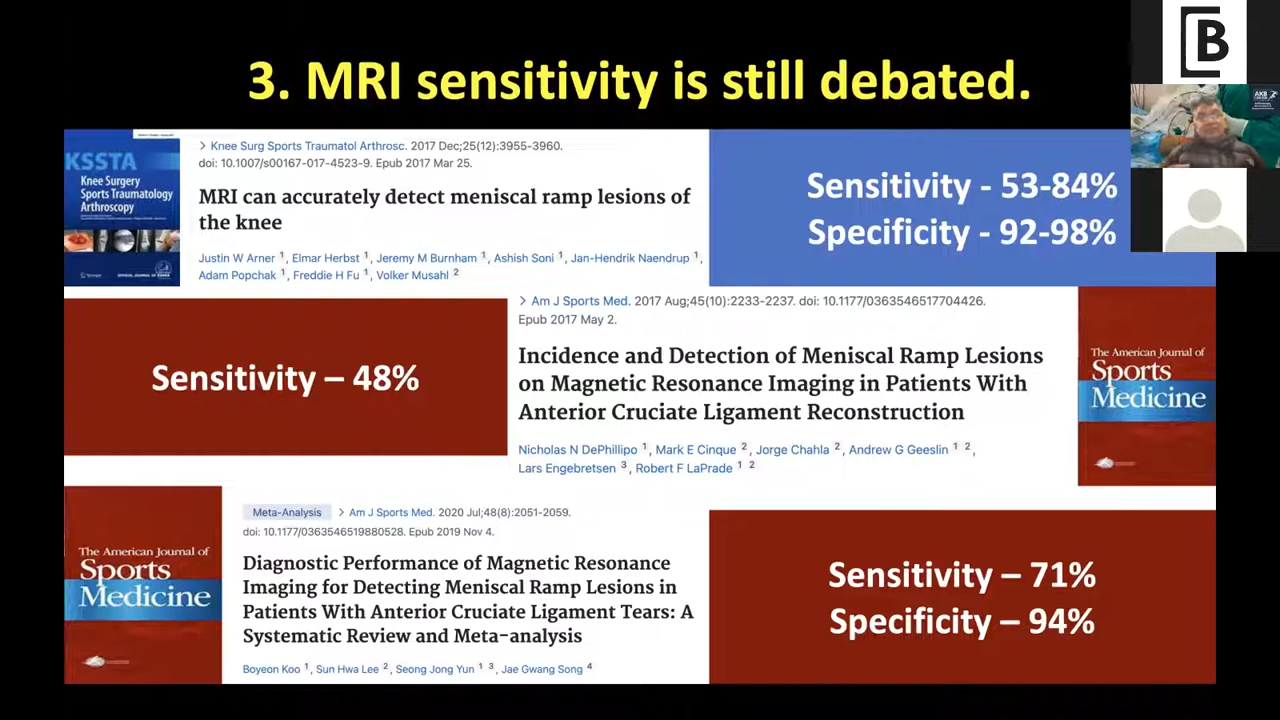 3. MRI sensitivity is still debated.
B
AKB
KSSTA
Knee Surgery
Sports Traumatology
Arthroscopy
> Knee Surg Sports Traumatol Arthrosc. 2017 Dec;25(12):3955-3960.
doi: 10.1007/s00167-017-4523-9. Epub 2017 Mar 25.
MRI can accurately detect meniscal ramp lesions of
the knee
Justin W Arner 1, Elmar Herbst 1, Jeremy M Burnham 1, Ashish Soni 1, Jan-Hendrik Naendrup 1,
Adam Popchak 1, Freddie H Fu 1, Volker Musahl 2
Sensitivity - 53-84%
Specificity - 92-98%
Sensitivity – 48%
> Am J Sports Med. 2017 Aug;45(10):2233-2237. doi: 10.1177/0363546517704426.
Epub 2017 May 2.
Incidence and Detection of Meniscal Ramp Lesions
on Magnetic Resonance Imaging in Patients With
Anterior Cruciate Ligament Reconstruction
Nicholas N DePhillipo 1, Mark E Cinque 2, Jorge Chahla 2, Andrew G Geeslin 1 2,
Lars Engebretsen 3, Robert F LaPrade 1 2
The American Journal of
Sports
Medicine
The American Journal of
Sports
Medicine
Meta-Analysis > Am J Sports Med. 2020 Jul;48(8):2051-2059.
doi: 10.1177/0363546519880528. Epub 2019 Nov 4.
Diagnostic Performance of Magnetic Resonance
Imaging for Detecting Meniscal Ramp Lesions in
Patients With Anterior Cruciate Ligament Tears: A
Systematic Review and Meta-analysis
Boyeon Koo 1, Sun Hwa Lee 2, Seong Jong Yun 1 3, Jae Gwang Song 4
Sensitivity – 71%
Specificity – 94%